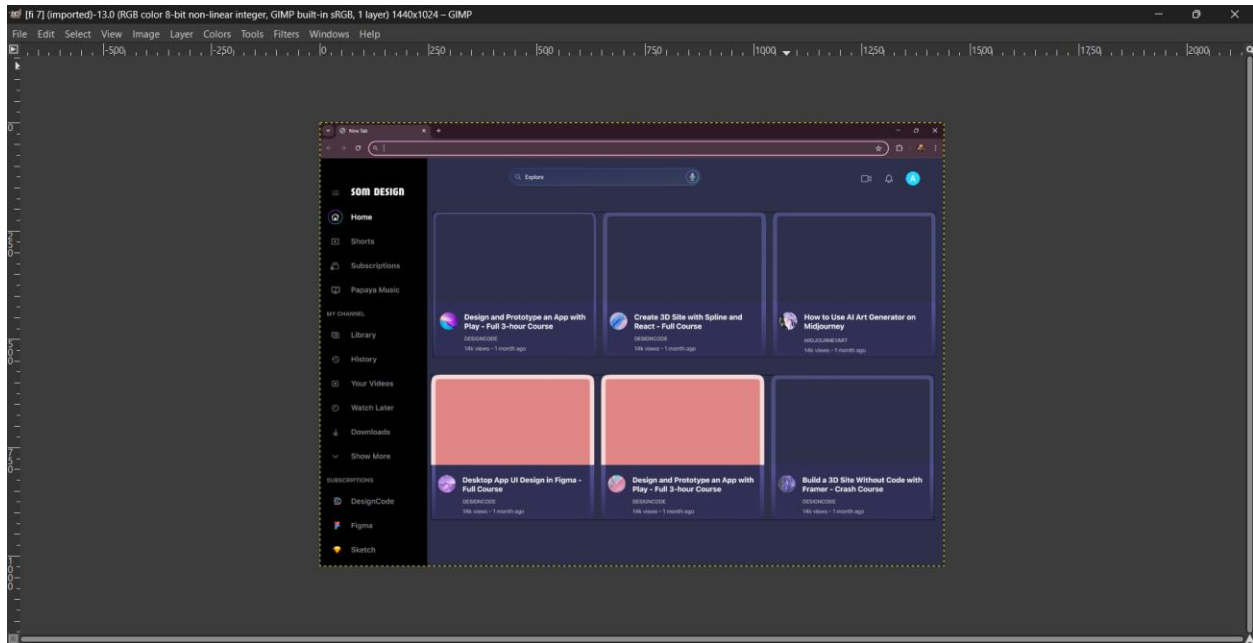 [fi 7] (imported)-13.0 (RGB color 8-bit non-linear integer, GIMP built-in sRGB, 1 layer) 1440x1024 – GIMP
File Edit Select View Image Layer Colors Tools Filters Windows Help
-500 -250 0 250 500 750 1000 1250 1500 1750 2000
0
250
500
750
1000
New Tab
Explore
A
SOM DESIGN
Home
Shorts
Subscriptions
Papaya Music
MY CHANNEL
Library
History
Your Videos
Watch Later
Downloads
Show More
SUBSCRIPTIONS
DesignCode
Figma
Sketch
Design and Prototype an App with
Play - Full 3-hour Course
DESIGNCODE
14k views • 1 month ago
Create 3D Site with Spline and
React - Full Course
DESIGNCODE
14k views • 1 month ago
How to Use AI Art Generator on
Midjourney
MIDJOURNEYART
14k views • 1 month ago
Desktop App UI Design in Figma -
Full Course
DESIGNCODE
14k views • 1 month ago
Design and Prototype an App with
Play - Full 3-hour Course
DESIGNCODE
14k views • 1 month ago
Build a 3D Site Without Code with
Framer - Crash Course
DESIGNCODE
14k views • 1 month ago